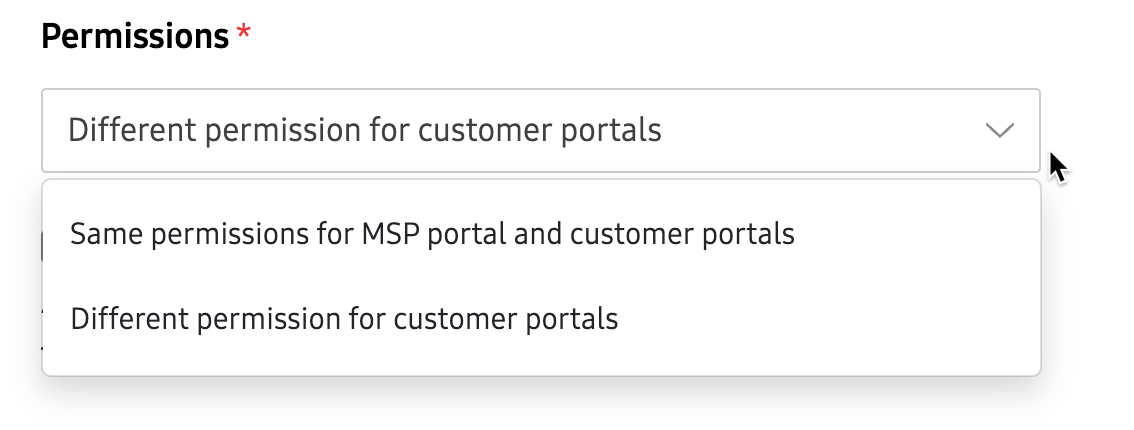 Permissions *
Different permission for customer portals
Same permissions for MSP portal and customer portals
Different permission for customer portals